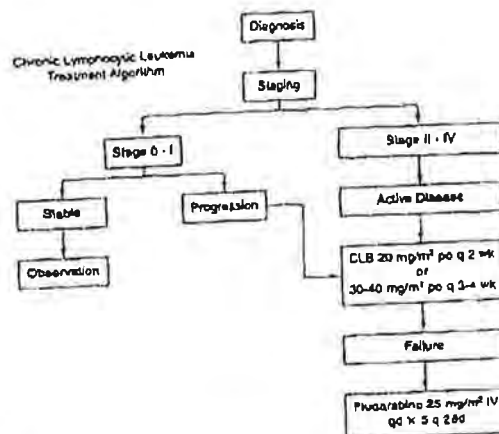 Diagnosis
Chronic Lymphocytic Leukemia
Treatment Algorithm
Staging
Stage 0 - I
Stage II - IV
Stable
Progression
Active Disease
Observation
CLB 20 mg/m² po q 2 wk
or
30-40 mg/m² po q 3-4 wk
Failure
Fludarabine 25 mg/m² IV
qd x 5 q 28d